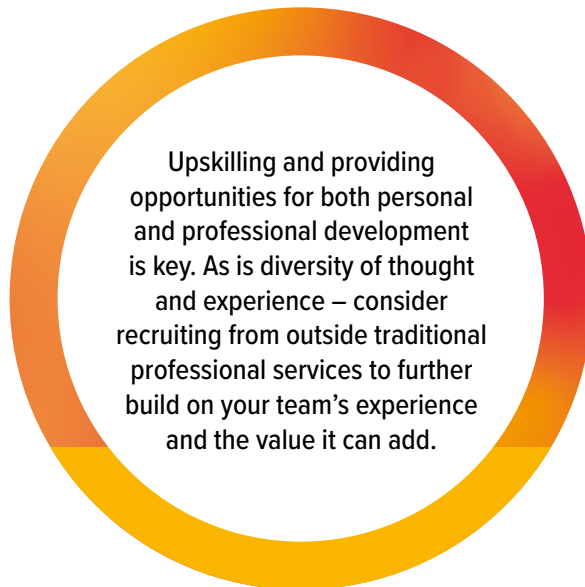 Upskilling and providing
opportunities for both personal
and professional development
is key. As is diversity of thought
and experience – consider
recruiting from outside traditional
professional services to further
build on your team’s experience
and the value it can add.